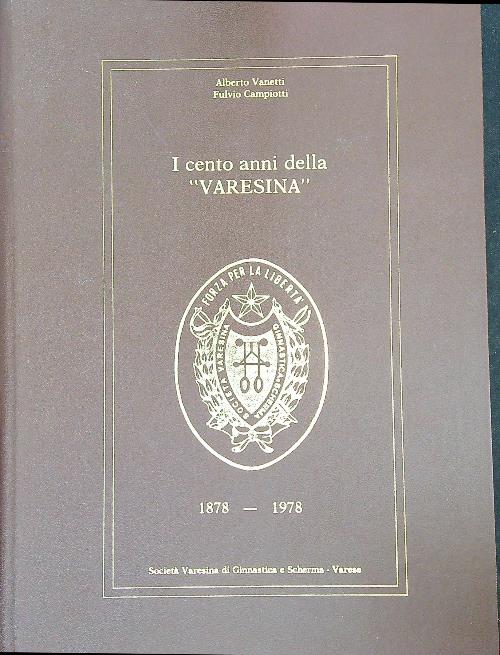 Alberto Vanetti
Fulvio Campiotti
I cento anni della
"VARESINA"
FORZA PER LA LIBERTA'
SOCIETÀ VARESINA
GINNASTICA E SCHERMA
1878 — 1978
Società Varesina di Ginnastica e Scherma - Varese